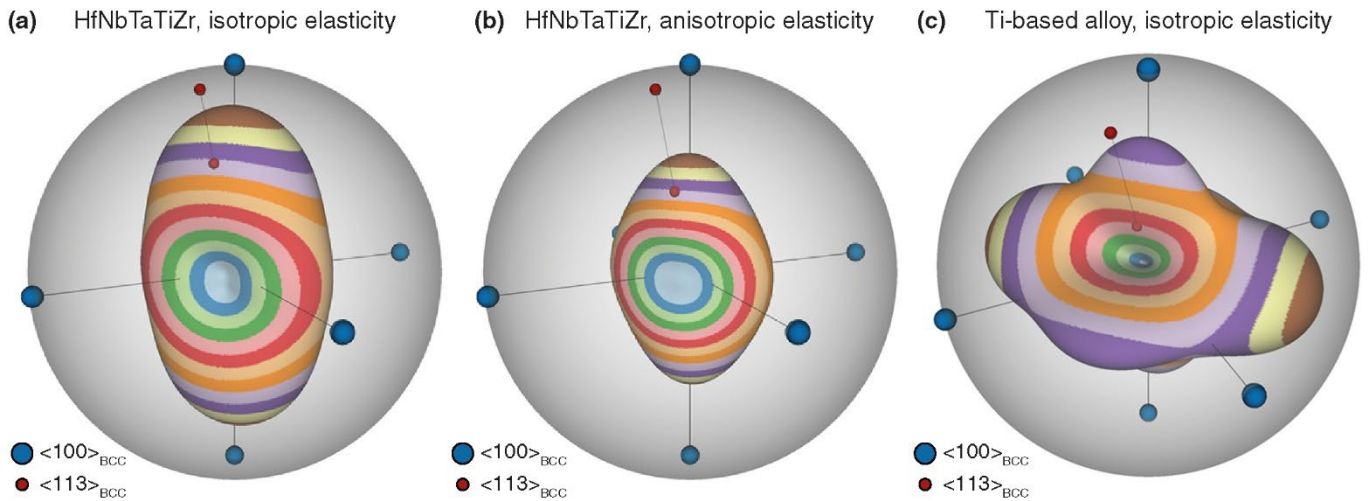 (a) HfNbTaTiZr, isotropic elasticity
(b) HfNbTaTiZr, anisotropic elasticity
(c) Ti-based alloy, isotropic elasticity
<100>BCC
<113>BCC
<100>BCC
<113>BCC
<100>BCC
<113>BCC